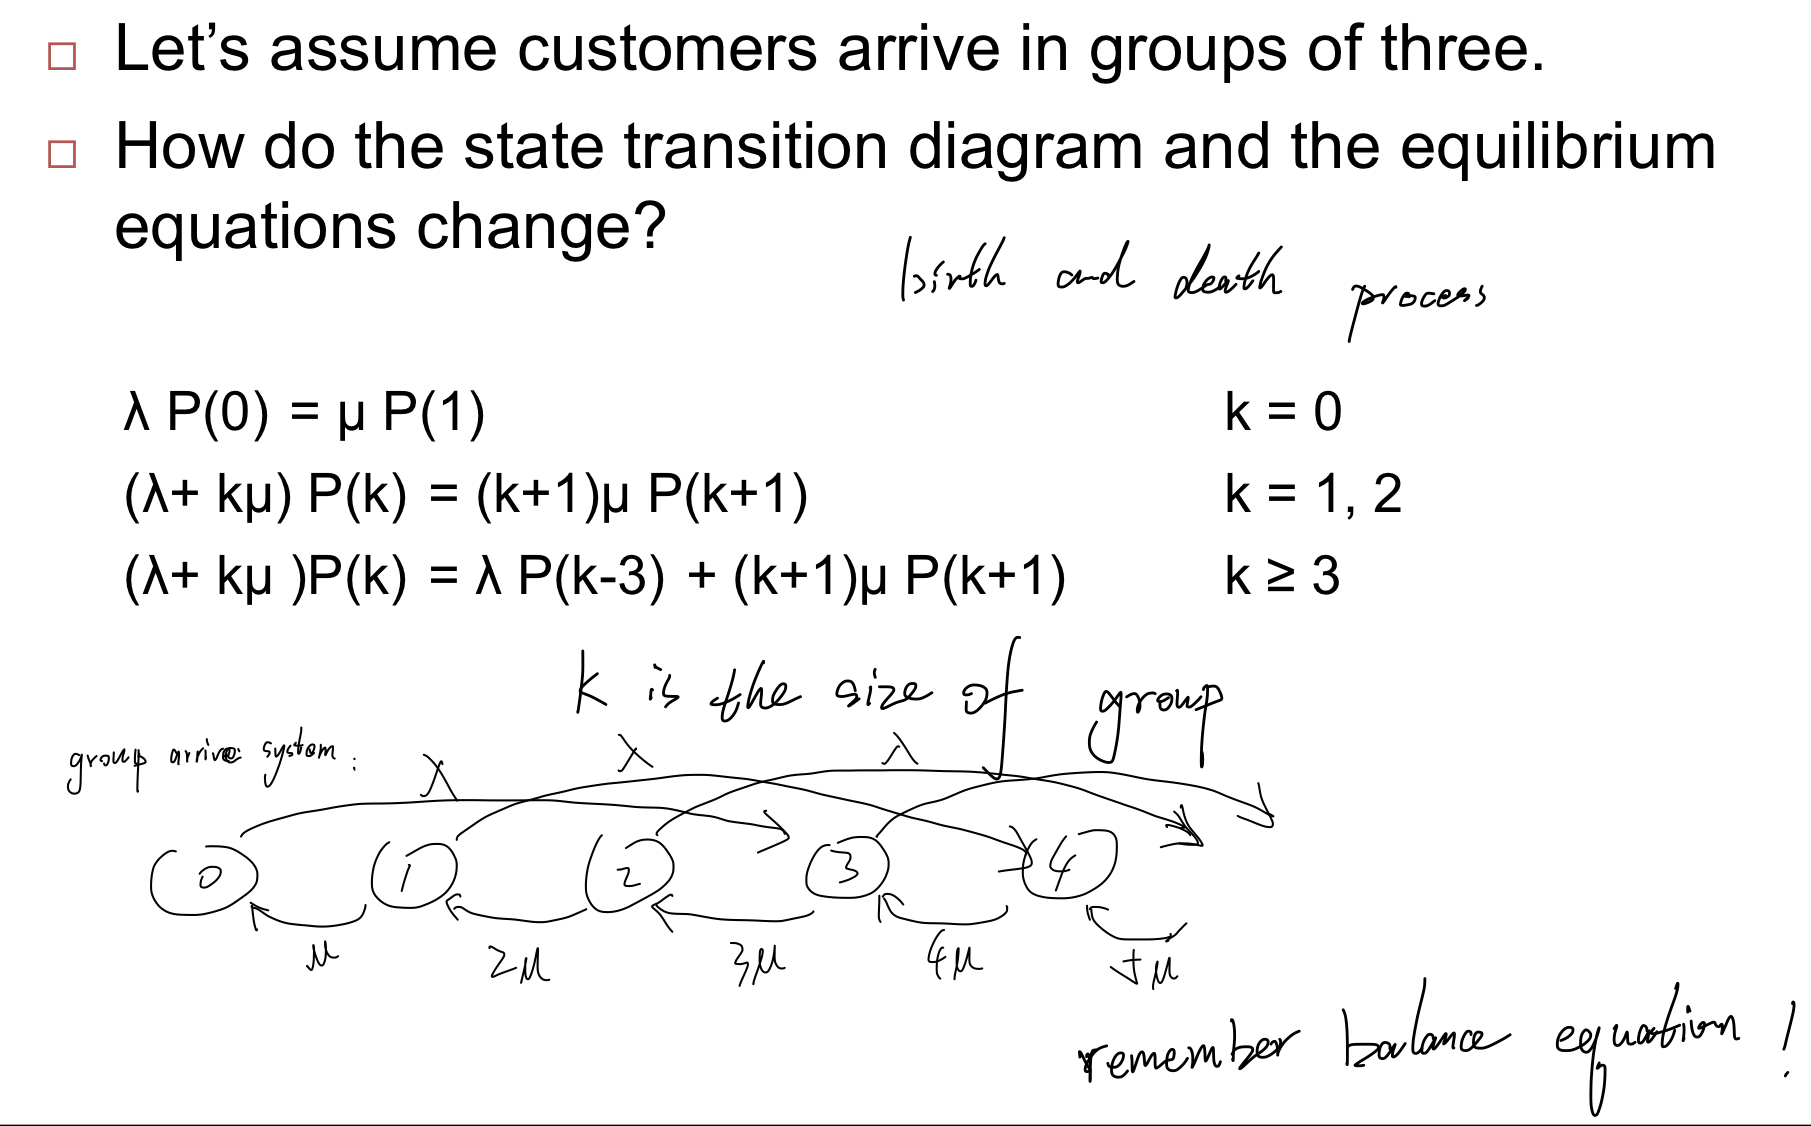 Let's assume customers arrive in groups of three.
How do the state transition diagram and the equilibrium
equations change?
birth and death process
λ P(0) = μ P(1) k = 0
(λ+ kμ) P(k) = (k+1)μ P(k+1) k = 1, 2
(λ+ kμ )P(k) = λ P(k-3) + (k+1)μ P(k+1) k ≥ 3
k is the size of group
group arrive system :
λ λ λ
0 1 2 3 4
μ 2μ 3μ 4μ 5μ
remember balance equation !